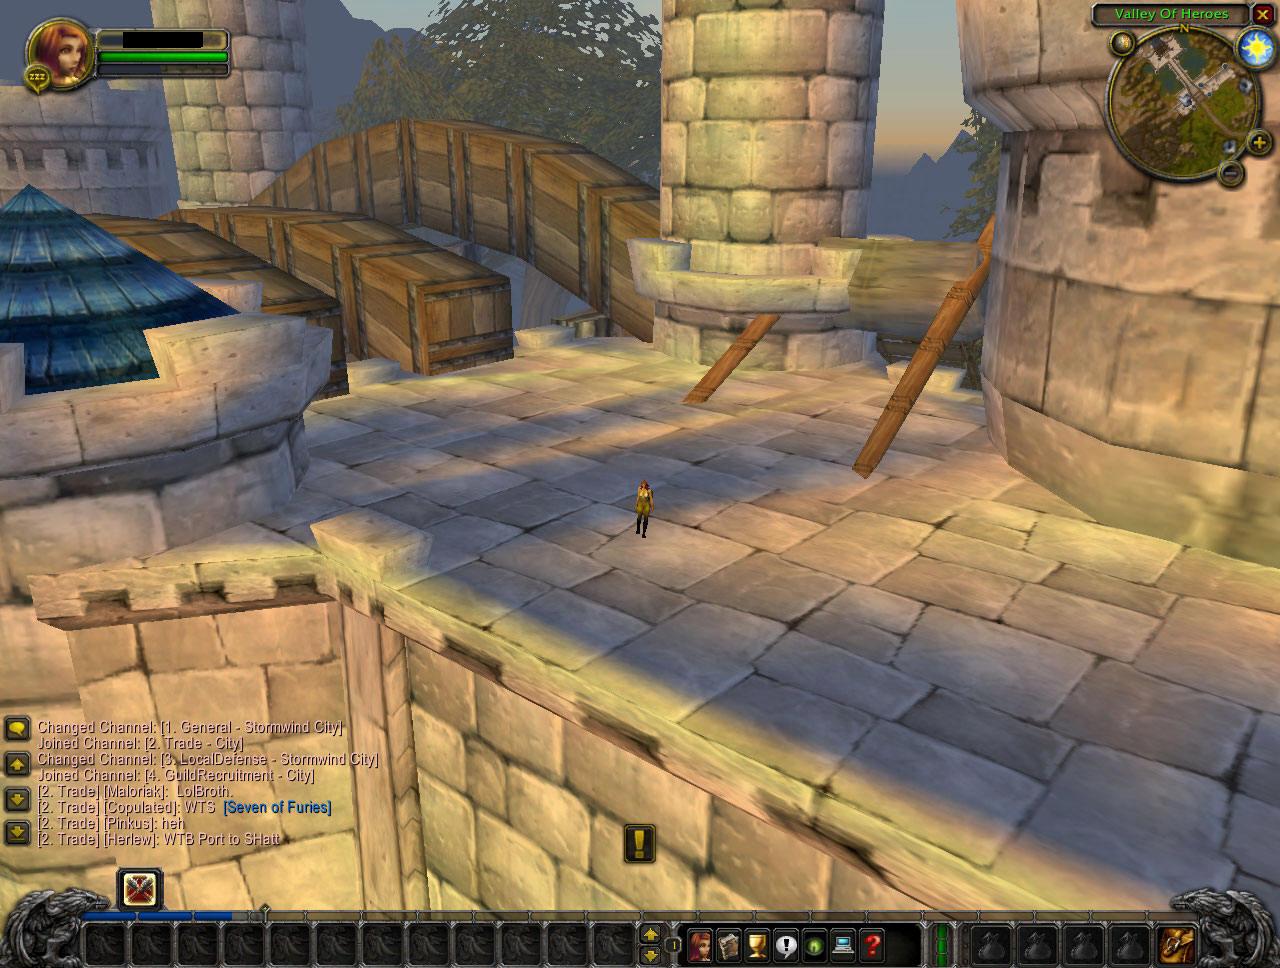 Valley Of Heroes
N
zzz
Changed Channel: [1. General - Stormwind City]
Joined Channel: [2. Trade - City]
Changed Channel: [3. LocalDefense - Stormwind City]
Joined Channel: [4. GuildRecruitment - City]
[2. Trade] [Maloriak]: LolBroth.
[2. Trade] [Copulated]: WTS [Seven of Furies]
[2. Trade] [Pinkus]: heh
[2. Trade] [Herlew]: WTB Port to SHatt
1